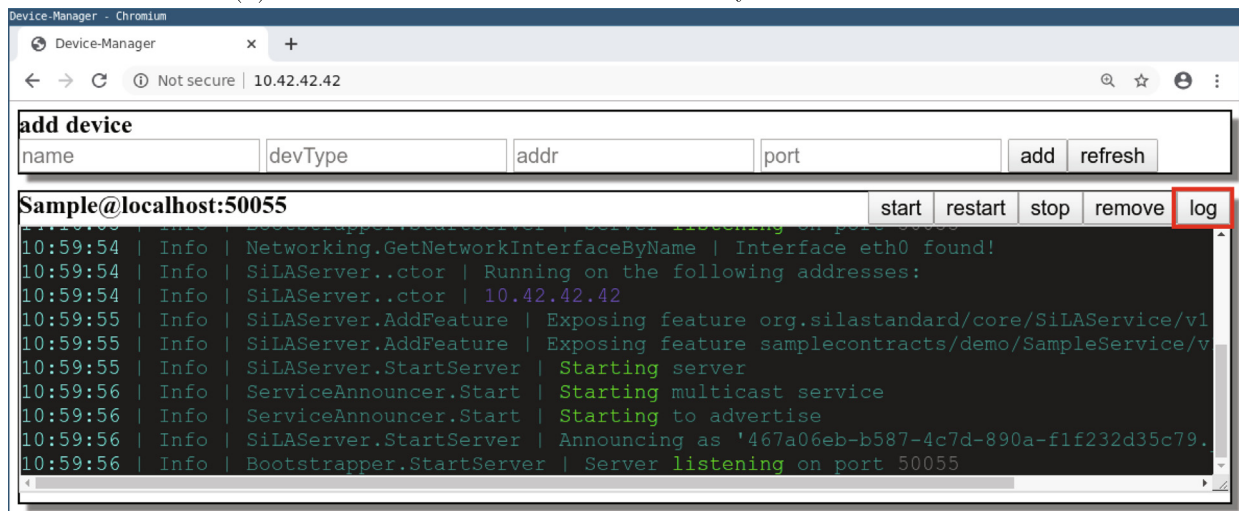 Device-Manager - Chromium
Device-Manager × +
Not secure | 10.42.42.42
add device
name devType addr port add refresh
Sample@localhost:50055 start restart stop remove log
10:59:54 | Info | Networking.GetNetworkInterfaceByName | Interface eth0 found!
10:59:54 | Info | SiLAServer..ctor | Running on the following addresses:
10:59:54 | Info | SiLAServer..ctor | 10.42.42.42
10:59:55 | Info | SiLAServer.AddFeature | Exposing feature org.silastandard/core/SiLAService/v1
10:59:55 | Info | SiLAServer.AddFeature | Exposing feature samplecontracts/demo/SampleService/v
10:59:55 | Info | SiLAServer.StartServer | Starting server
10:59:56 | Info | ServiceAnnouncer.Start | Starting multicast service
10:59:56 | Info | ServiceAnnouncer.Start | Starting to advertise
10:59:56 | Info | SiLAServer.StartServer | Announcing as '467a06eb-b587-4c7d-890a-f1f232d35c79.
10:59:56 | Info | Bootstrapper.StartServer | Server listening on port 50055